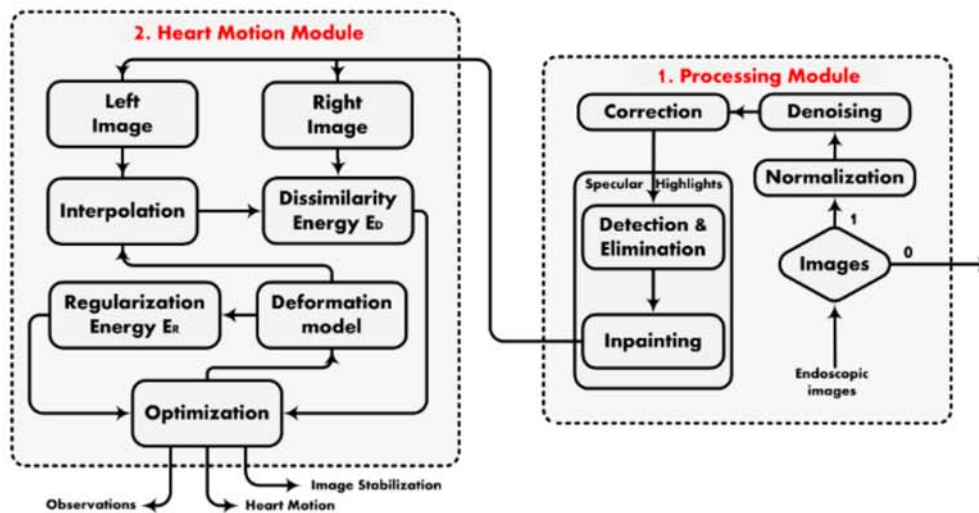 2. Heart Motion Module
Left
Image
Right
Image
Interpolation
Dissimilarity
Energy ED
Regularization
Energy ER
Deformation
model
Optimization
Observations
Heart Motion
Image Stabilization
1. Processing Module
Correction
Denoising
Normalization
Specular Highlights
Detection &
Elimination
Inpainting
Images
1
0
Endoscopic
images